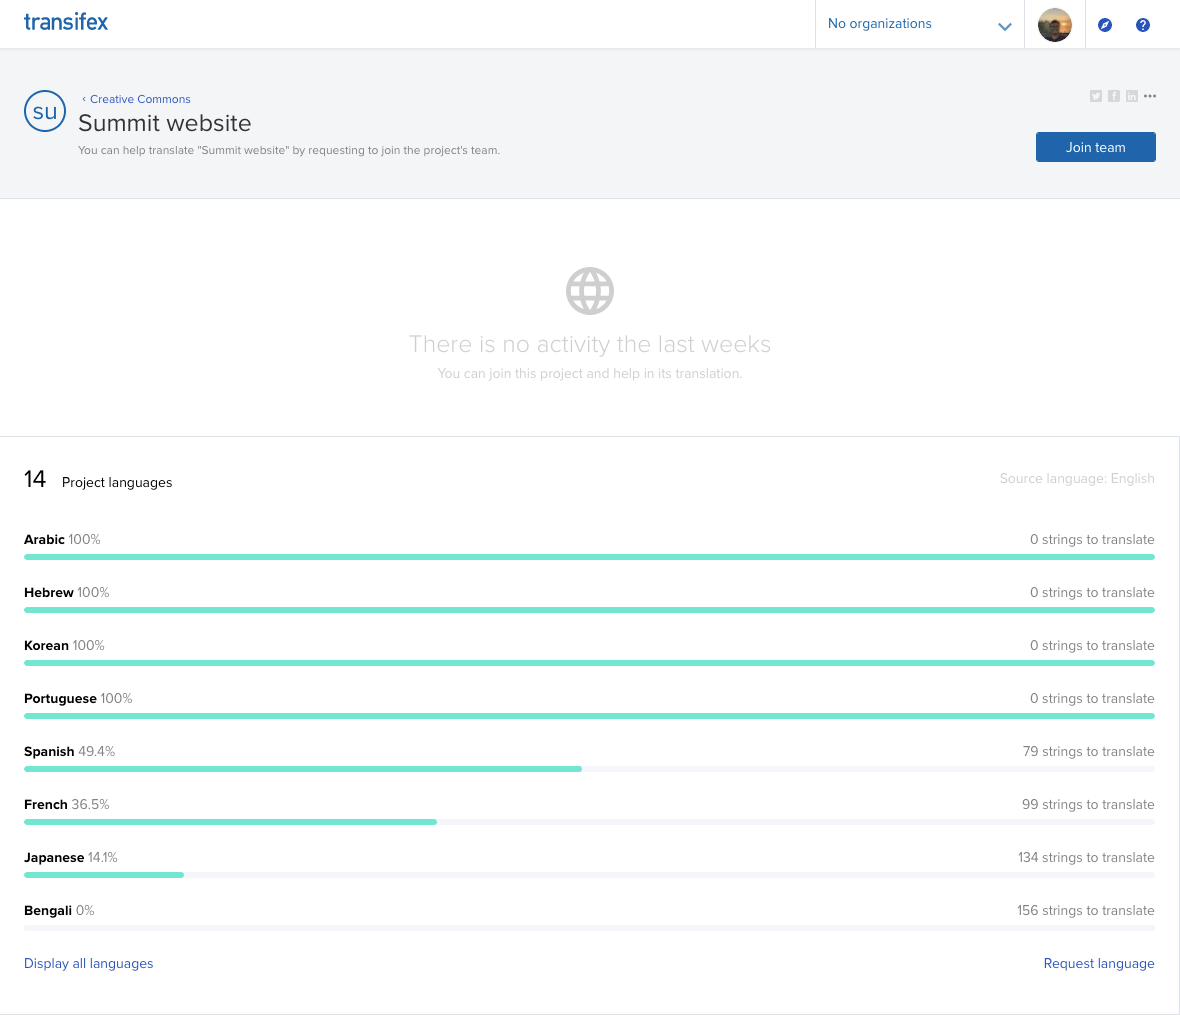 transifex
No organizations
?
su
‹ Creative Commons
Summit website
You can help translate "Summit website" by requesting to join the project's team.
f in •••
Join team
There is no activity the last weeks
You can join this project and help in its translation.
14 Project languages
Source language: English
Arabic 100% 0 strings to translate
Hebrew 100% 0 strings to translate
Korean 100% 0 strings to translate
Portuguese 100% 0 strings to translate
Spanish 49.4% 79 strings to translate
French 36.5% 99 strings to translate
Japanese 14.1% 134 strings to translate
Bengali 0% 156 strings to translate
Display all languages Request language